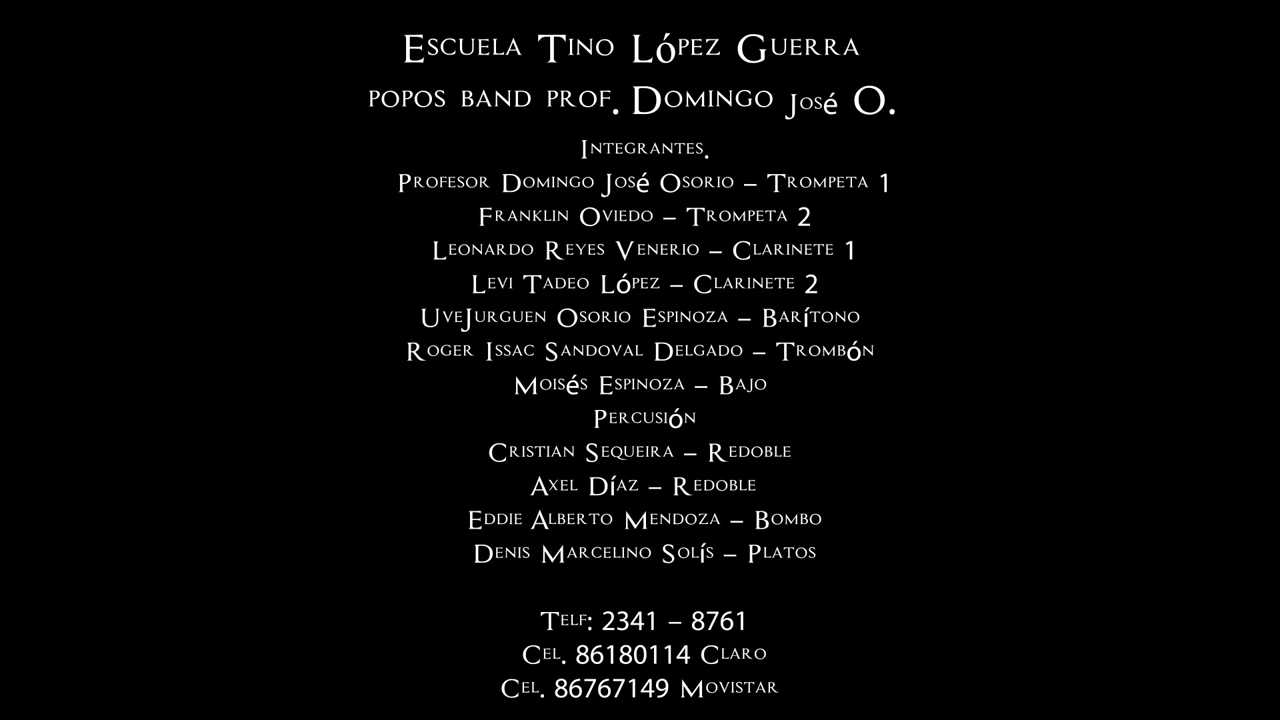 Escuela Tino López Guerra
popos band prof. Domingo José O.
Integrantes.
Profesor Domingo José Osorio – Trompeta 1
Franklin Oviedo – Trompeta 2
Leonardo Reyes Venerio – Clarinete 1
Levi Tadeo López – Clarinete 2
UveJurguen Osorio Espinoza – Barítono
Roger Issac Sandoval Delgado – Trombón
Moisés Espinoza – Bajo
Percusión
Cristian Sequeira – Redoble
Axel Díaz – Redoble
Eddie Alberto Mendoza – Bombo
Denis Marcelino Solís – Platos
Telf: 2341 – 8761
Cel. 86180114 Claro
Cel. 86767149 Movistar